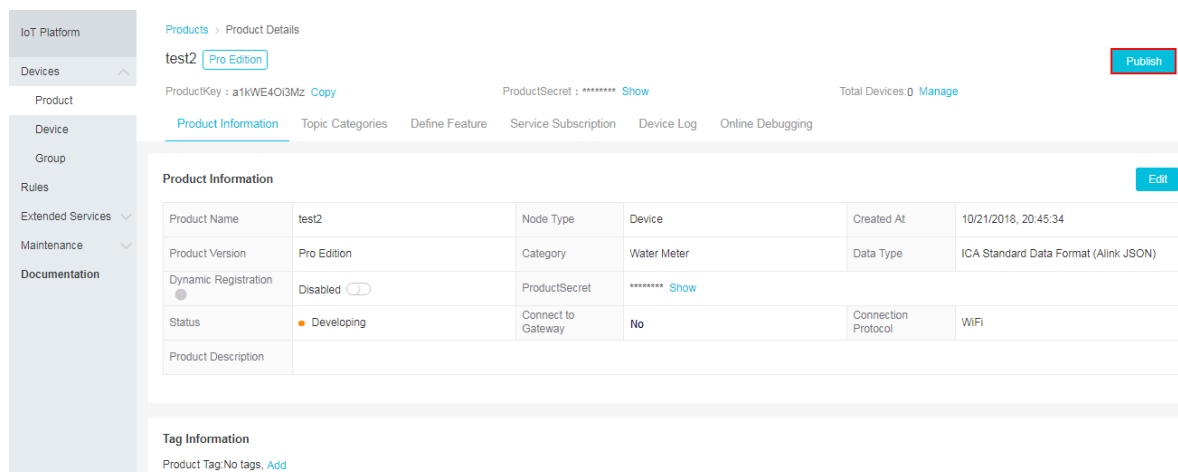 IoT Platform
Devices
Product
Device
Group
Rules
Extended Services
Maintenance
Documentation
Products > Product Details
test2 Pro Edition
Publish
ProductKey : a1kWE4Oi3Mz Copy
ProductSecret : ******** Show
Total Devices:0 Manage
Product Information Topic Categories Define Feature Service Subscription Device Log Online Debugging
Product Information
Edit
Product Name test2 Node Type Device Created At 10/21/2018, 20:45:34
Product Version Pro Edition Category Water Meter Data Type ICA Standard Data Format (Alink JSON)
Dynamic Registration Disabled ProductSecret ******** Show
Status Developing Connect to Gateway No Connection Protocol WiFi
Product Description
Tag Information
Product Tag:No tags, Add